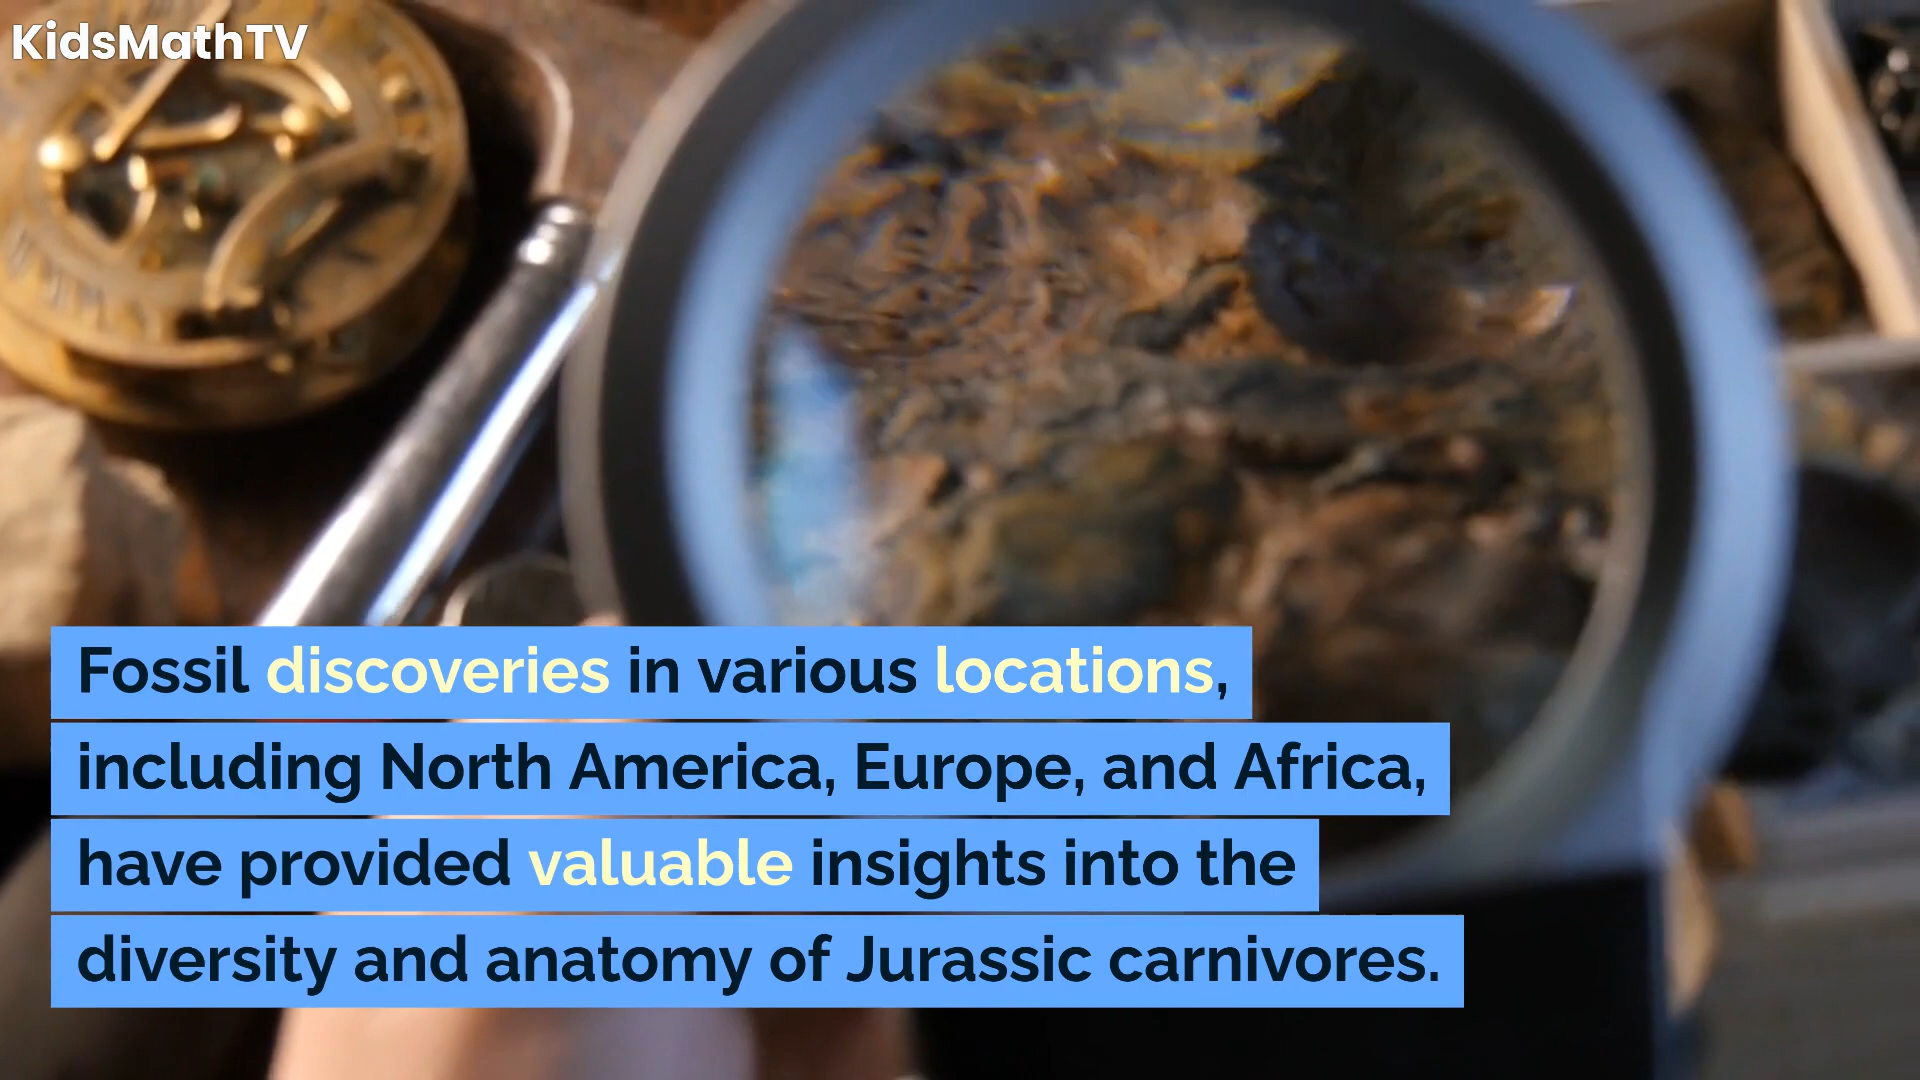 KidsMathTV
Fossil discoveries in various locations,
including North America, Europe, and Africa,
have provided valuable insights into the
diversity and anatomy of Jurassic carnivores.